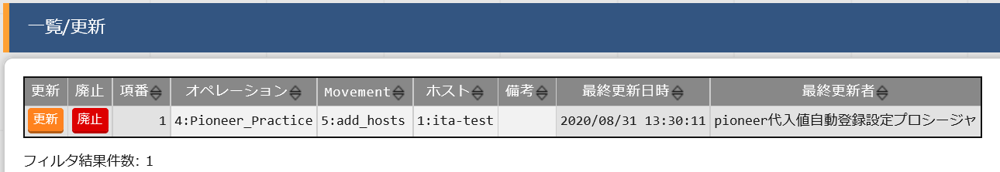 一覧/更新
更新 廃止 項番 オペレーション Movement ホスト 備考 最終更新日時 最終更新者
更新 廃止 1 4:Pioneer_Practice 5:add_hosts 1:ita-test 2020/08/31 13:30:11 pioneer代入値自動登録設定プロシージャ
フィルタ結果件数: 1